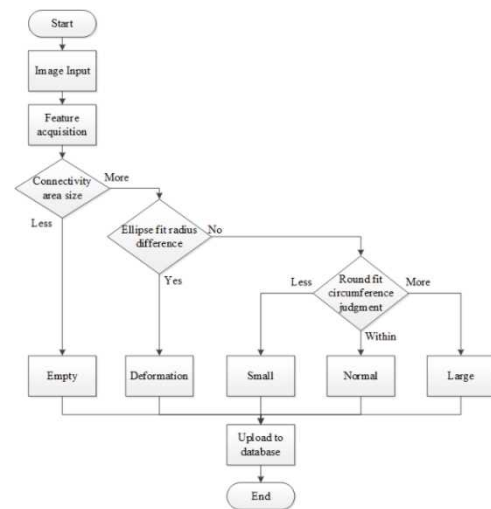 Start
Image Input
Feature
acquisition
Connectivity
area size
More
Less
Ellipse fit radius
difference
No
Yes
Round fit
circumference
judgment
Less
More
Within
Empty
Deformation
Small
Normal
Large
Upload to
database
End